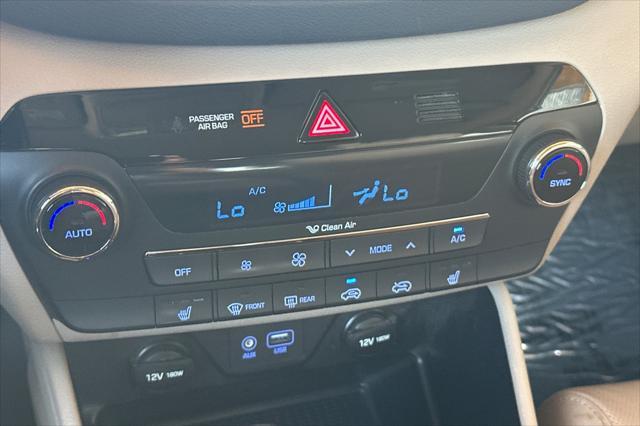 PASSENGER
AIR BAG OFF
A/C
Lo Lo
Clean Air
AUTO
SYNC
OFF
MODE
A/C
FRONT
REAR
AUX
USB
12V 180W
12V 180W